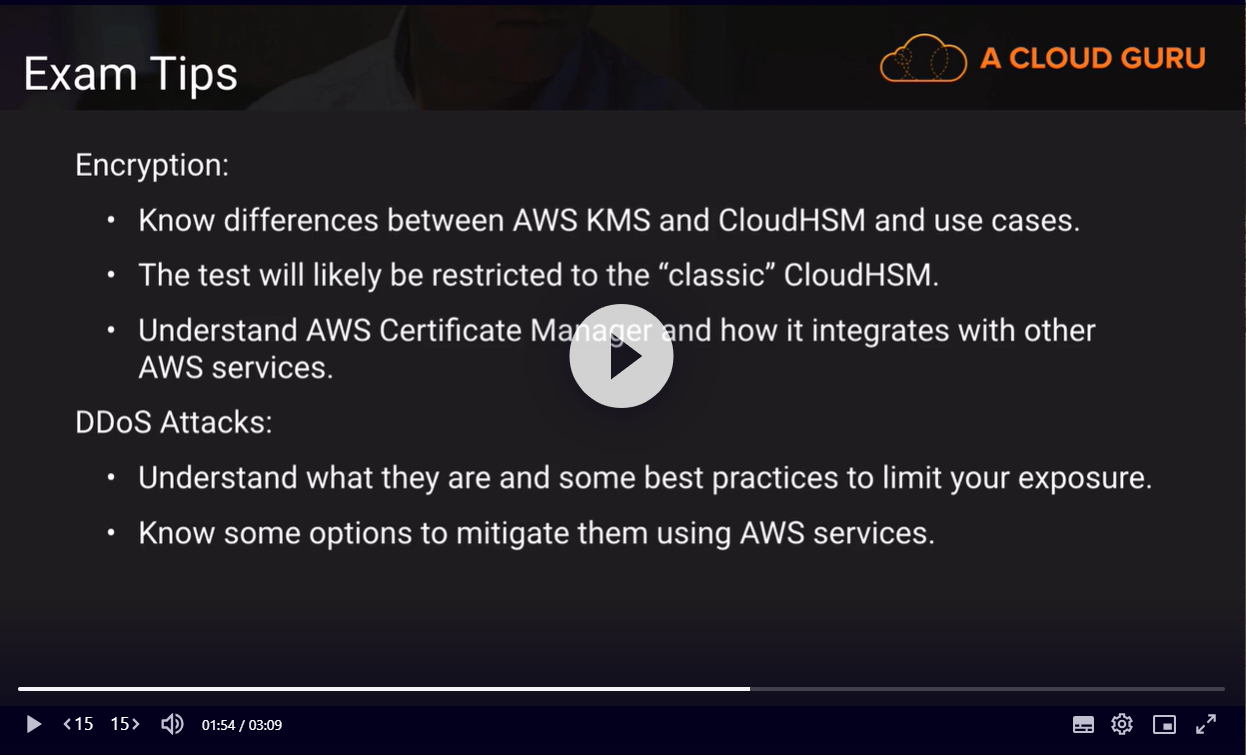 Exam Tips
A CLOUD GURU
Encryption:
• Know differences between AWS KMS and CloudHSM and use cases.
• The test will likely be restricted to the “classic” CloudHSM.
• Understand AWS Certificate Manager and how it integrates with other
AWS services.
DDoS Attacks:
• Understand what they are and some best practices to limit your exposure.
• Know some options to mitigate them using AWS services.
<15 15> 01:54 / 03:09